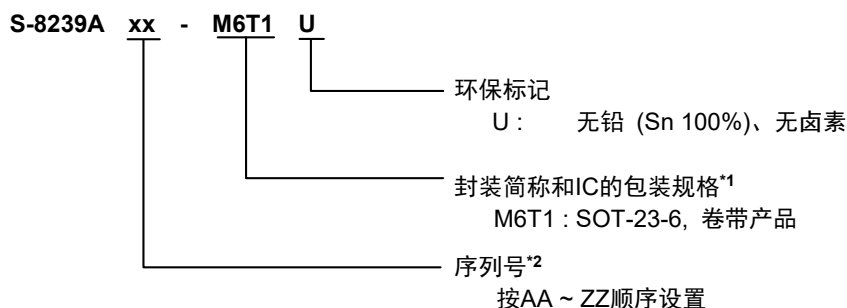 S-8239A xx - M6T1 U
环保标记
U : 无铅 (Sn 100%)、无卤素
封装简称和IC的包装规格*1
M6T1 : SOT-23-6, 卷带产品
序列号*2
按AA ~ ZZ顺序设置